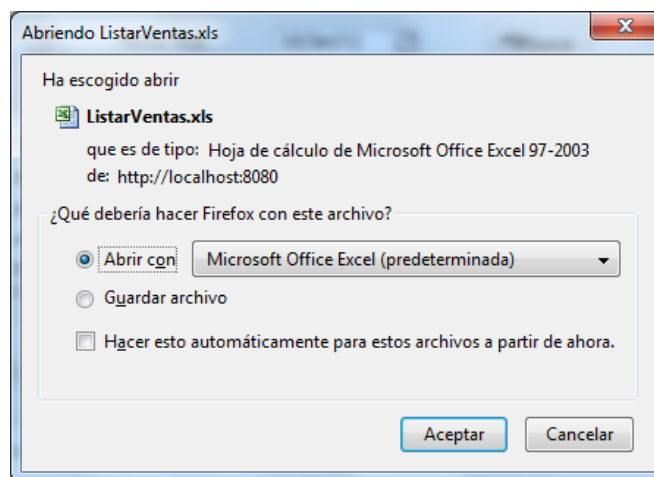 Abriendo ListarVentas.xls
Ha escogido abrir
ListarVentas.xls
que es de tipo: Hoja de cálculo de Microsoft Office Excel 97-2003
de: http://localhost:8080
¿Qué debería hacer Firefox con este archivo?
Abrir con Microsoft Office Excel (predeterminada)
Guardar archivo
Hacer esto automáticamente para estos archivos a partir de ahora.
Aceptar Cancelar